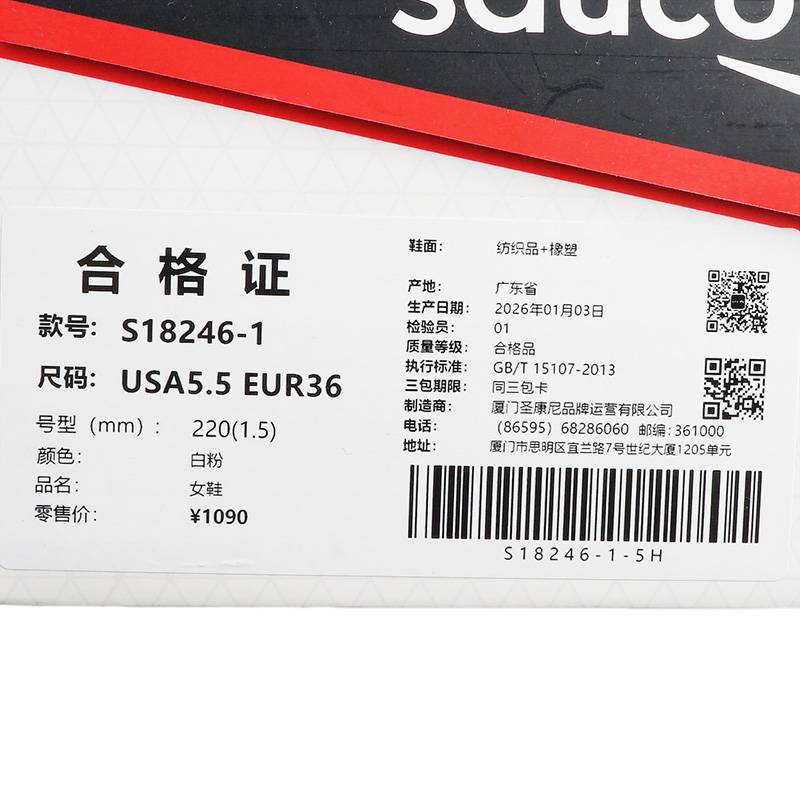 sauco
合格证
款号: S18246-1
尺码: USA5.5 EUR36
号型（mm）: 220(1.5)
颜色: 白粉
品名: 女鞋
零售价: ¥1090
鞋面: 纺织品+橡塑
产地: 广东省
生产日期: 2026年01月03日
检验员: 01
质量等级: 合格品
执行标准: GB/T 15107-2013
三包期限: 同三包卡
制造商: 厦门圣康尼品牌运营有限公司
电话: (86595) 68286060 邮编: 361000
地址: 厦门市思明区宜兰路7号世纪大厦1205单元
S18246-1-5H